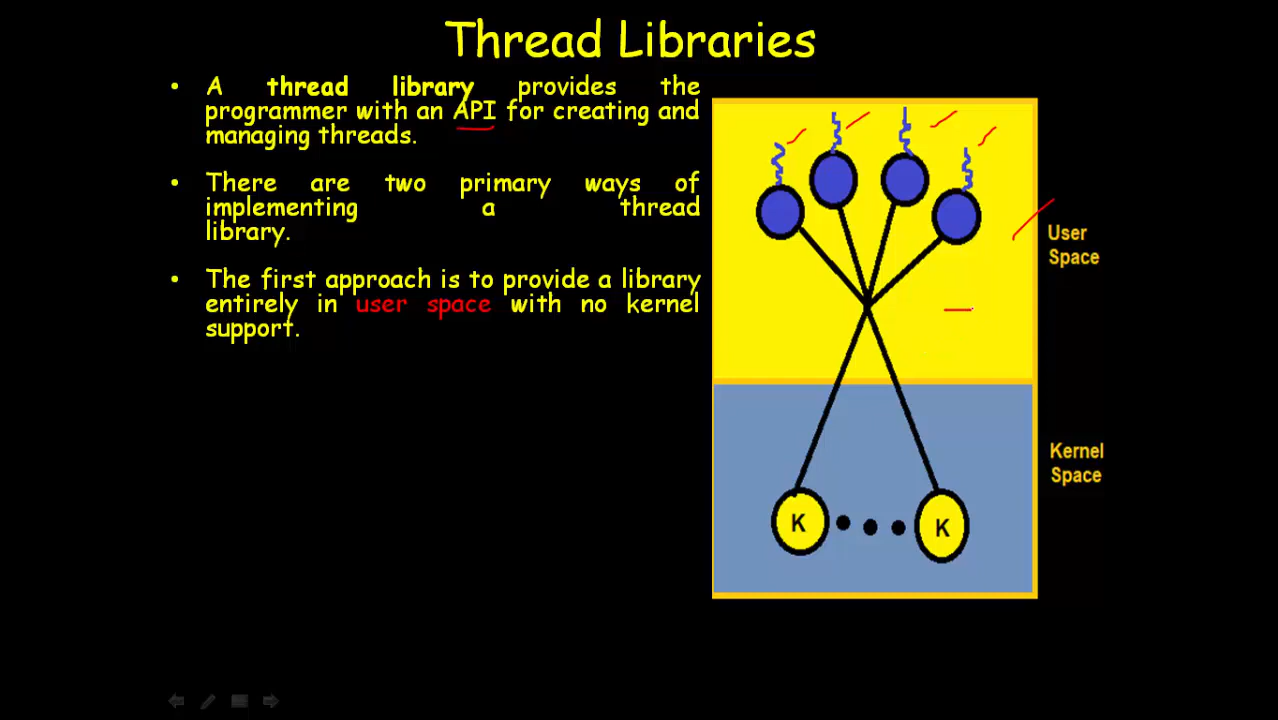 Thread Libraries
• A thread library provides the
programmer with an API for creating and
managing threads.
• There are two primary ways of
implementing a thread
library.
• The first approach is to provide a library
entirely in user space with no kernel
support.
User
Space
Kernel
Space
K
K